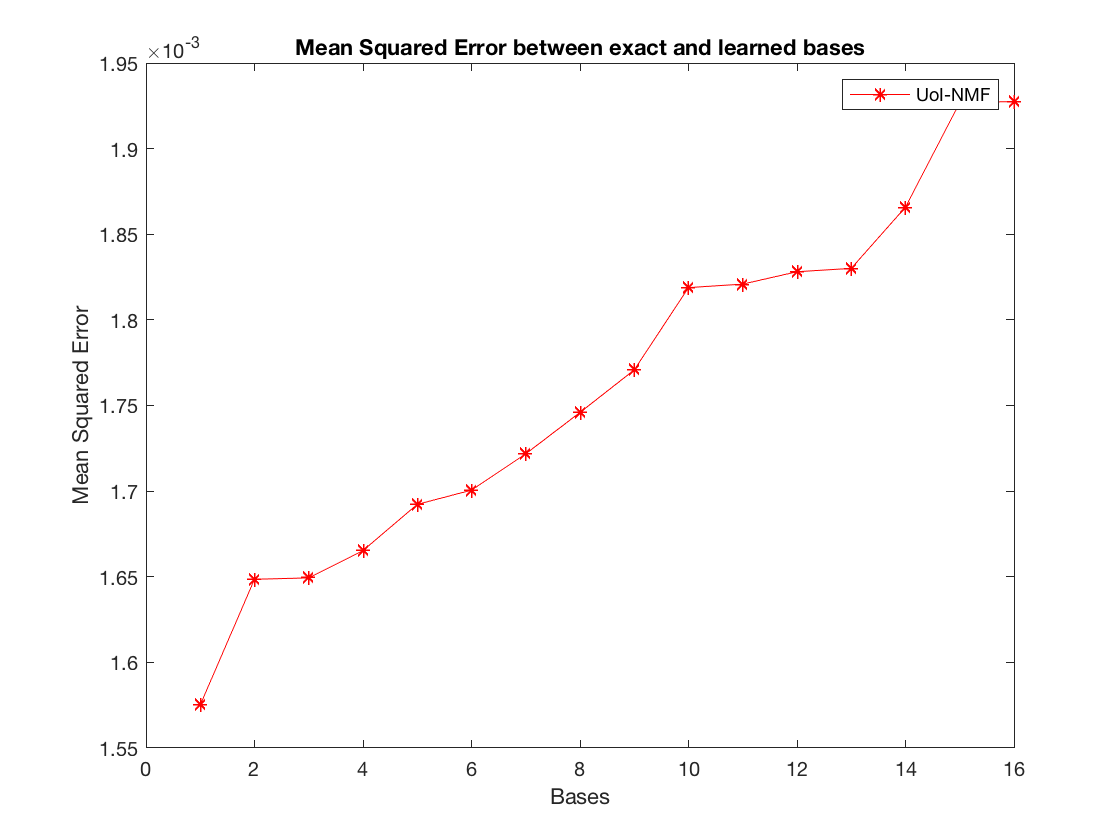 Mean Squared Error between exact and learned bases
×10-3
1.95
1.9
1.85
1.8
1.75
1.7
1.65
1.6
1.55
Mean Squared Error
UoI-NMF
0 2 4 6 8 10 12 14 16
Bases